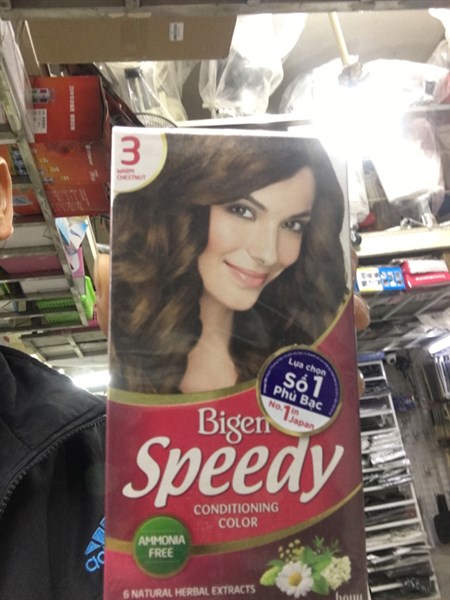 3
WARM
CHESTNUT
Lựa chọn
Số 1
Phủ Bạc
No.1 in
Japan
Bigen
Speedy
CONDITIONING
COLOR
AMMONIA
FREE
6 NATURAL HERBAL EXTRACTS